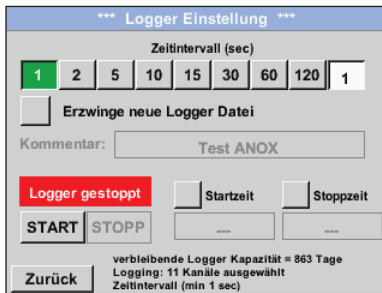 *** Logger Einstellung ***
Zeitintervall (sec)
1 2 5 10 15 30 60 120 1
Erzwinge neue Logger Datei
Kommentar: Test ANOX
Logger gestoppt Startzeit Stoppzeit
START STOPP --- ---
verbleibende Logger Kapazität = 863 Tage
Logging: 11 Kanäle ausgewählt
Zurück Zeitintervall (min 1 sec)